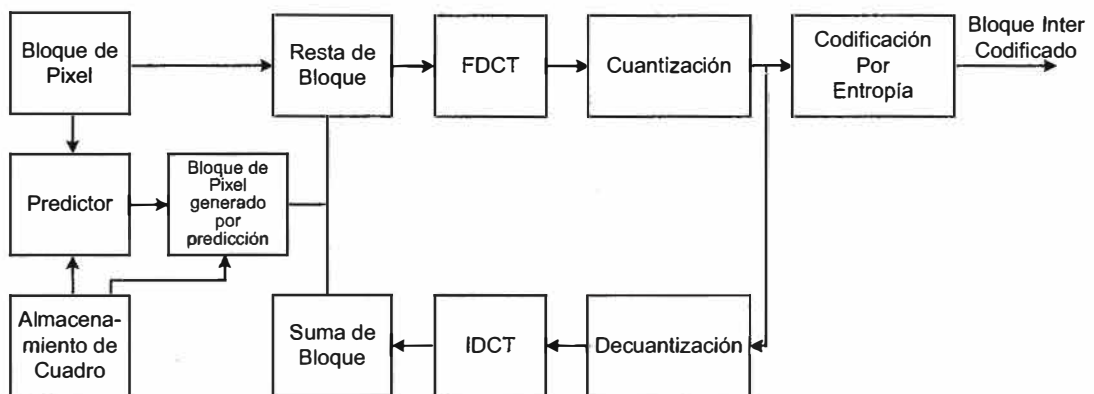 Bloque de
Pixel
Resta de
Bloque
FDCT
Cuantización
Codificación
Por
Entropía
Bloque Inter
Codificado
Predictor
Bloque de
Pixel
generado
por
predicción
Almacena-
miento de
Cuadro
Suma de
Bloque
IDCT
Decuantización